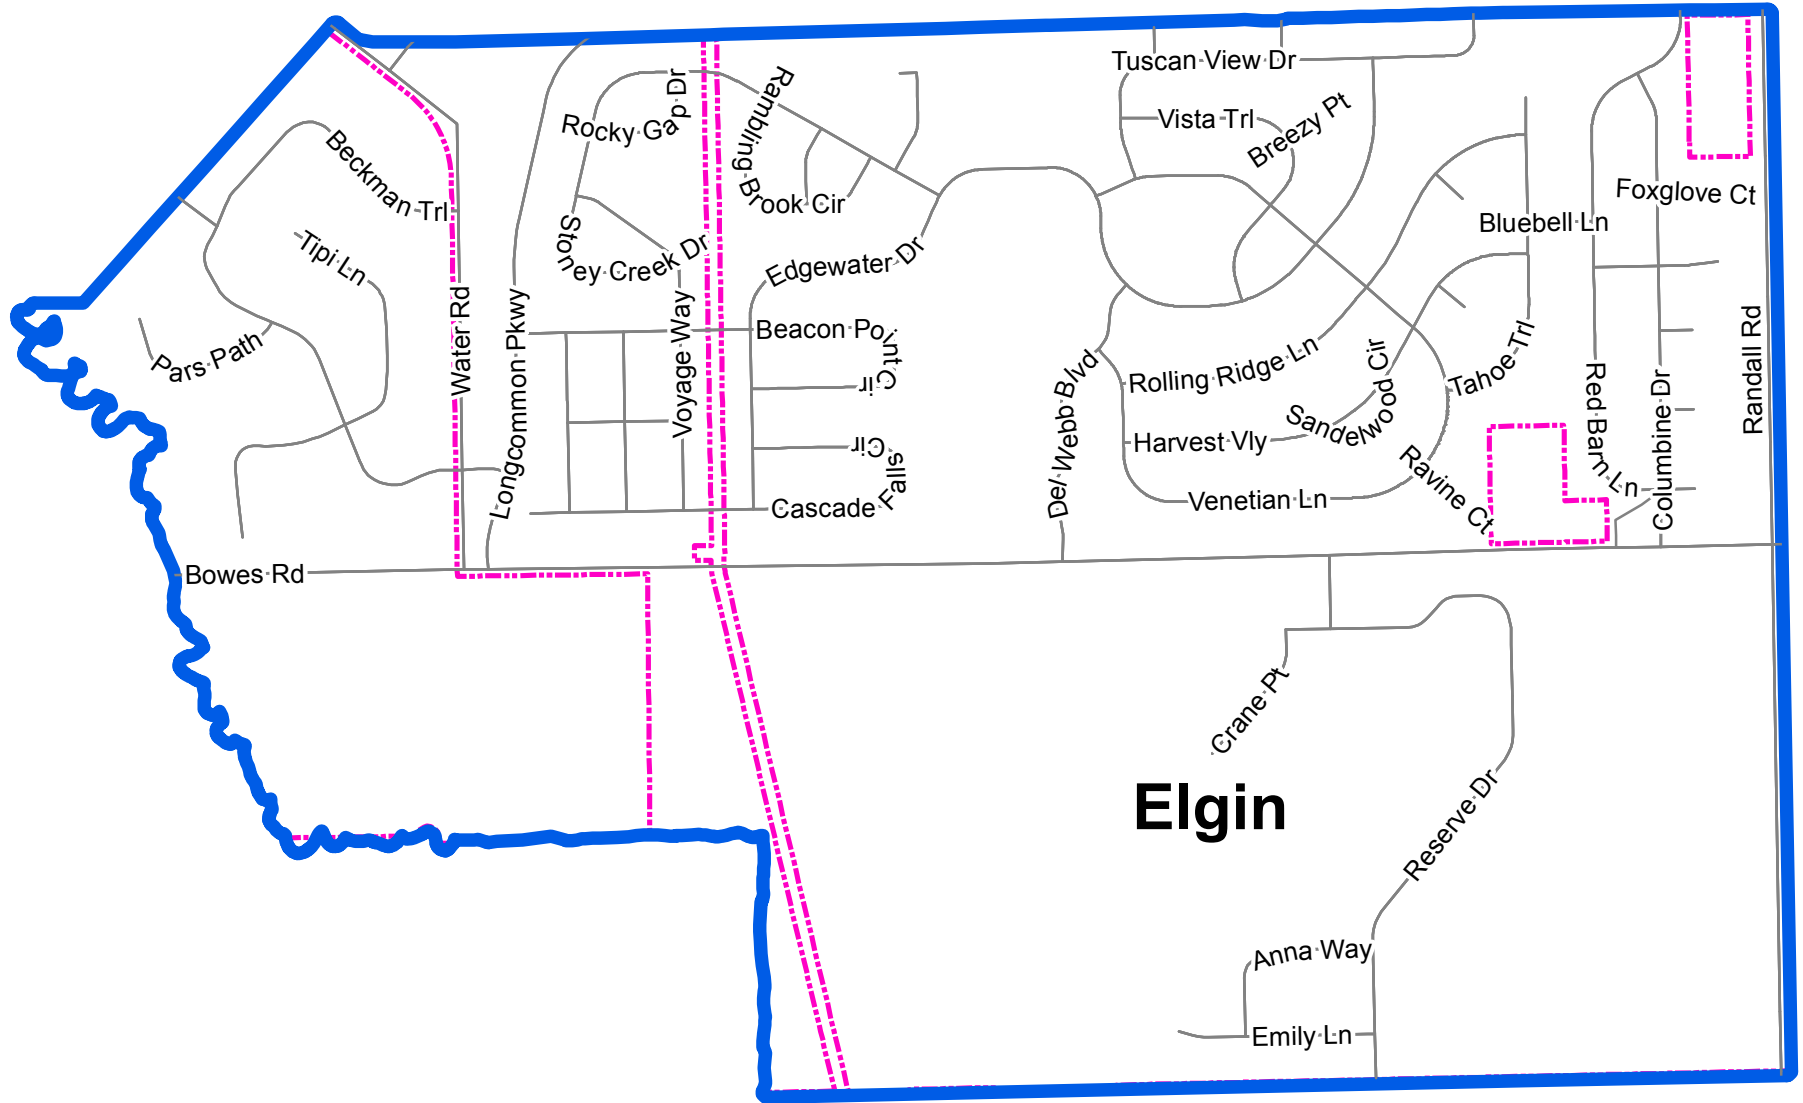 Tuscan View Dr
Rocky Gap Dr
Rambling Brook Cir
Vista Trl
Breezy Pt
Beckman Trl
Foxglove Ct
Bluebell Ln
Tipi Ln
Stoney Creek Dr
Edgewater Dr
Water Rd
Longcommon Pkwy
Voyage Way
Beacon Point Cir
Pars Path
Del Webb Blvd
Rolling Ridge Ln
Sandelwood Cir
Tahoe Trl
Red Barn Ln
Columbine Dr
Randall Rd
Harvest Vly
Ravine Ct
Venetian Ln
Cascade Falls Cir
Bowes Rd
Crane Pt
Elgin
Reserve Dr
Anna Way
Emily Ln